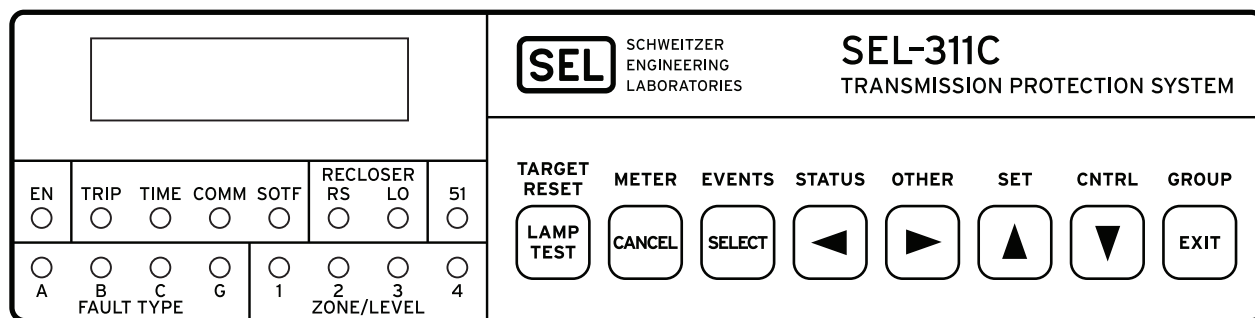 SEL
SCHWEITZER
ENGINEERING
LABORATORIES
SEL-311C
TRANSMISSION PROTECTION SYSTEM
EN
TRIP TIME COMM SOTF
RECLOSER
RS LO
51
A B C G
FAULT TYPE
1 2 3 4
ZONE/LEVEL
TARGET
RESET
METER EVENTS STATUS OTHER SET CNTRL GROUP
LAMP
TEST
CANCEL SELECT EXIT